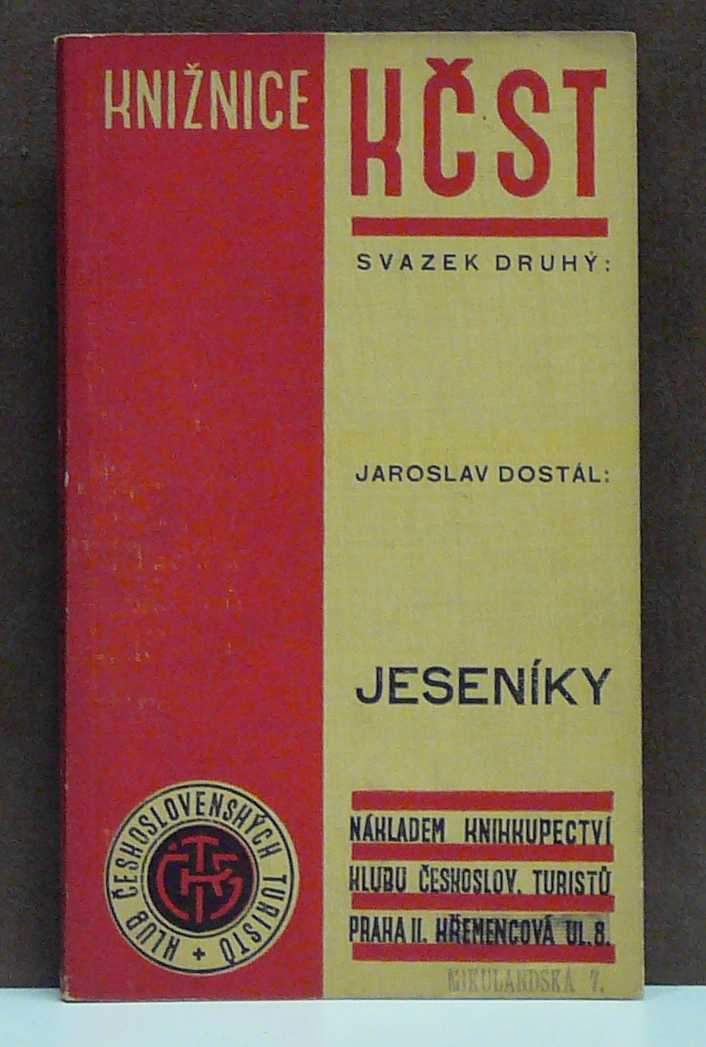 KNIŽNICE KČST
SVAZEK DRUHÝ:
JAROSLAV DOSTÁL:
JESENÍKY
KLUB ČESKOSLOVENSKÝCH TURISTŮ +
KČST
NÁKLADEM KNIHKUPECTVÍ
KLUBU ČESKOSLOV. TURISTŮ
PRAHA II. KŘEMENCOVÁ UL. 8.
MIKULANDSKÁ 7.